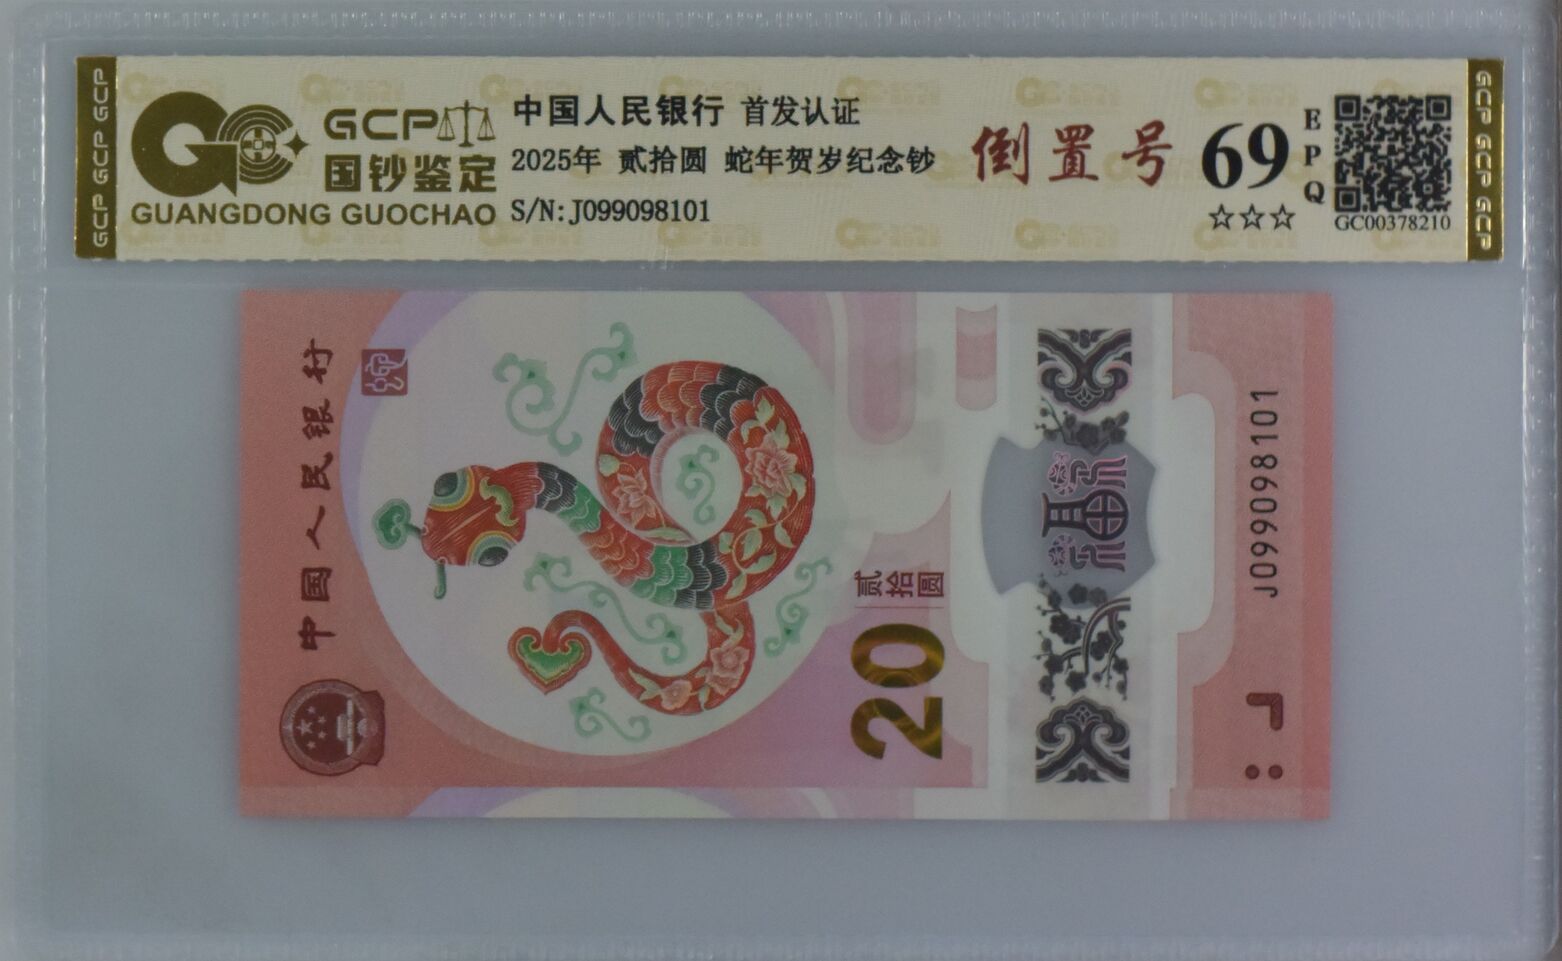 GCP GCP GCP
GCP
国钞鉴定
GUANGDONG GUOCHAO
中国人民银行 首发认证
2025年 贰拾圆 蛇年贺岁纪念钞
S/N:J099098101
倒置号
69
EPQ
☆☆☆
GC00378210
GCP GCP GCP
中国人民银行
蛇
贰拾圆
20
福
J099098101